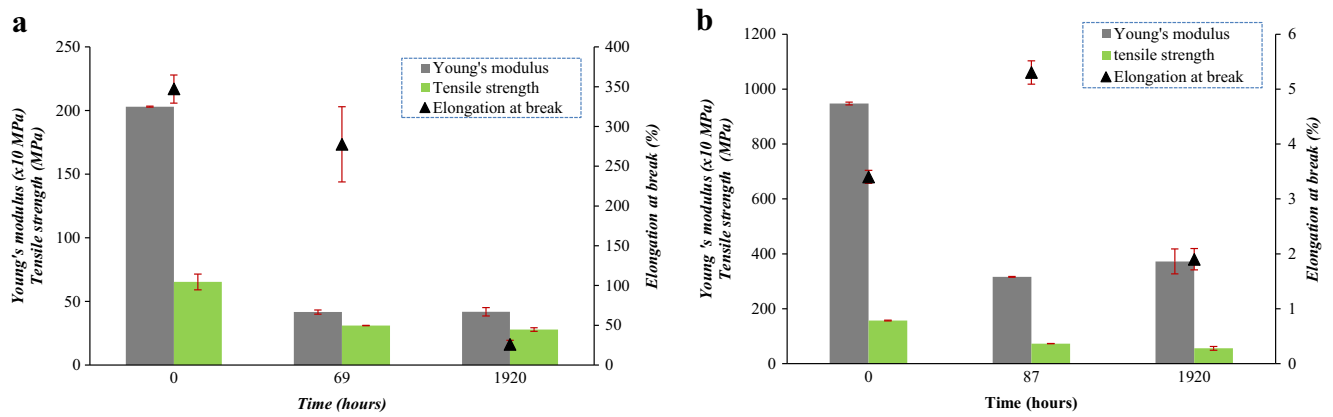 a
250
200
150
100
50
0
Young's modulus (x10 MPa)
Tensile strength (MPa)
400
350
300
250
200
150
100
50
0
Elongation at break (%)
Young's modulus
Tensile strength
Elongation at break
0 69 1920
Time (hours)
b
1200
1000
800
600
400
200
0
Young 's modulus (x10 MPa)
Tensile strength (MPa)
6
5
4
3
2
1
0
Elongation at break (%)
Young's modulus
tensile strength
Elongation at break
0 87 1920
Time (hours)